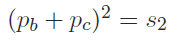 $(p_b + p_c)^2 = s_2$